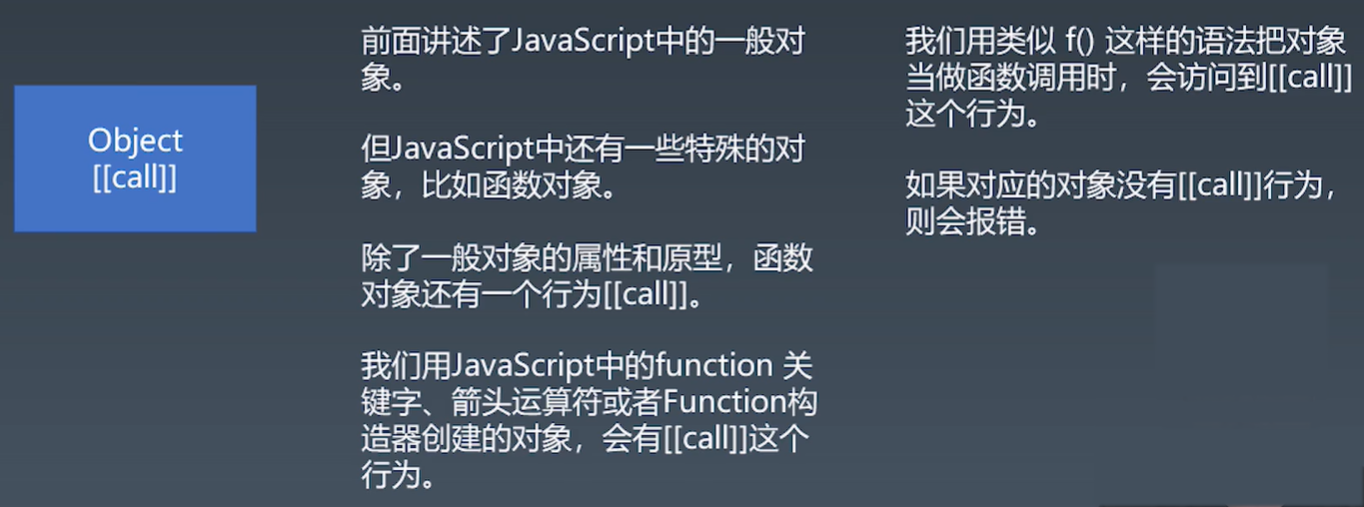 Object
[[call]]
前面讲述了JavaScript中的一般对
象。
但JavaScript中还有一些特殊的对
象，比如函数对象。
除了一般对象的属性和原型，函数
对象还有一个行为[[call]]。
我们用JavaScript中的function 关
键字、箭头运算符或者Function构
造器创建的对象，会有[[call]]这个
行为。
我们用类似 f() 这样的语法把对象
当做函数调用时，会访问到[[call]]
这个行为。
如果对应的对象没有[[call]]行为，
则会报错。